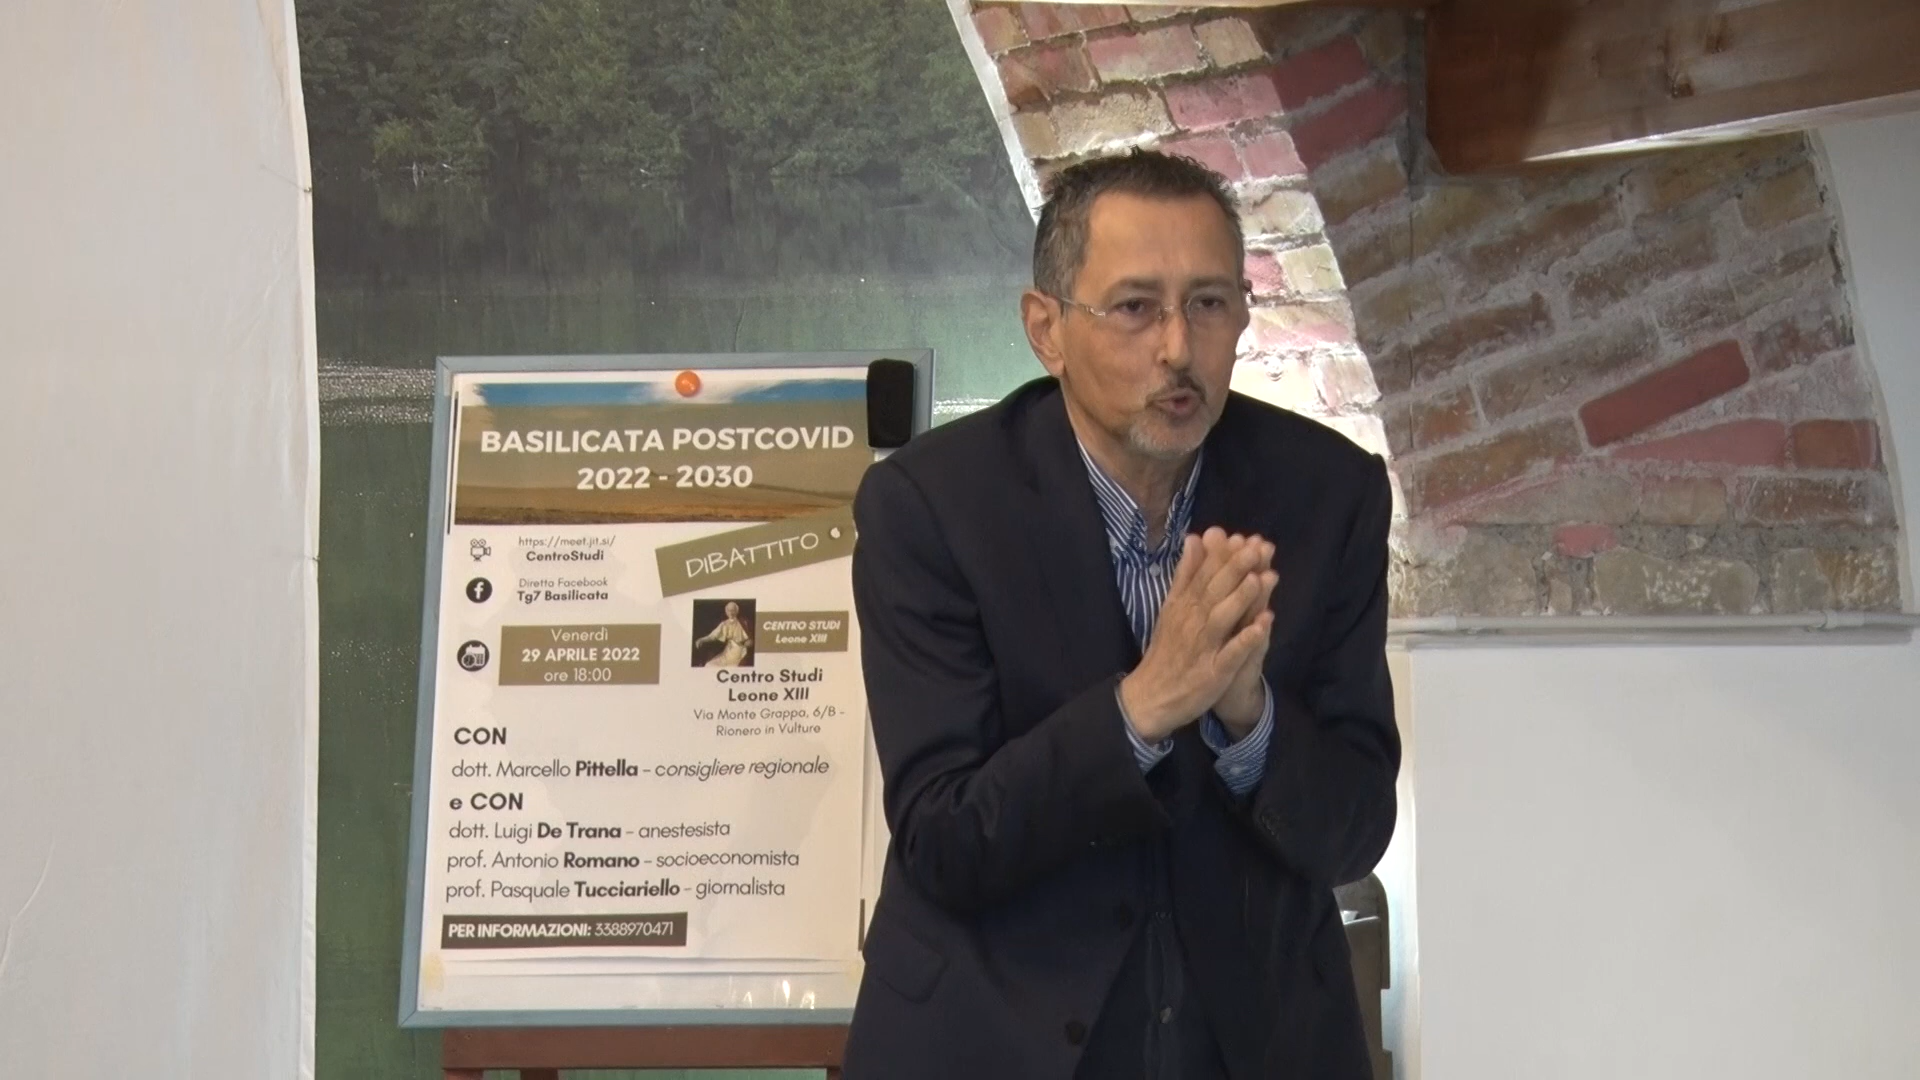 BASILICATA POSTCOVID
2022 - 2030
https://meet.jit.si/
CentroStudi
DIBATTITO
Diretta Facebook
Tg7 Basilicata
Venerdì
29 APRILE 2022
ore 18:00
CENTRO STUDI
Leone XIII
Centro Studi
Leone XIII
Via Monte Grappa, 6/B -
Rionero in Vulture
CON
dott. Marcello Pittella - consigliere regionale
e CON
dott. Luigi De Trana - anestesista
prof. Antonio Romano - socioeconomista
prof. Pasquale Tucciariello - giornalista
PER INFORMAZIONI: 3388970471